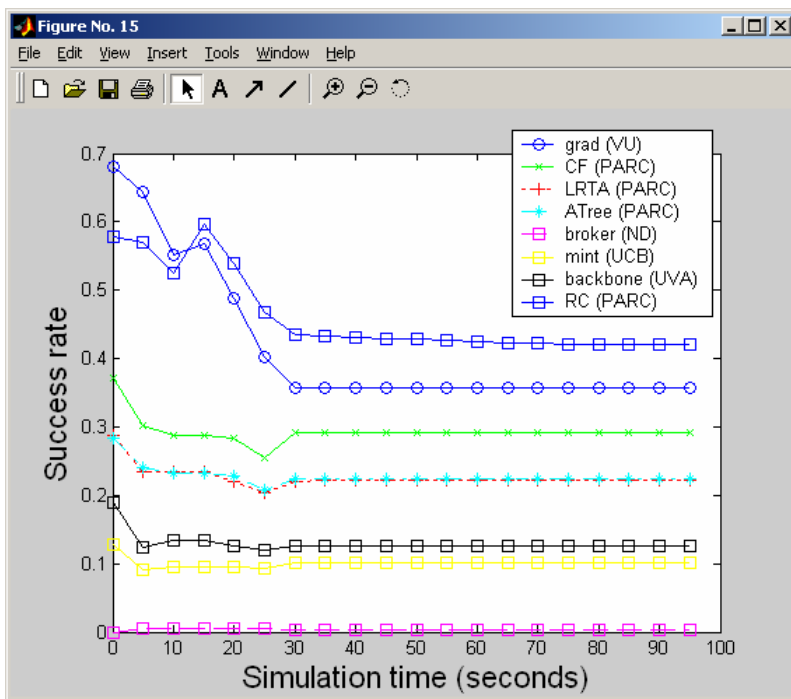 Figure No. 15
File Edit View Insert Tools Window Help
A
grad (VU)
CF (PARC)
LRTA (PARC)
ATree (PARC)
broker (ND)
mint (UCB)
backbone (UVA)
RC (PARC)
0.7
0.6
0.5
0.4
0.3
0.2
0.1
0
Success rate
0 10 20 30 40 50 60 70 80 90 100
Simulation time (seconds)